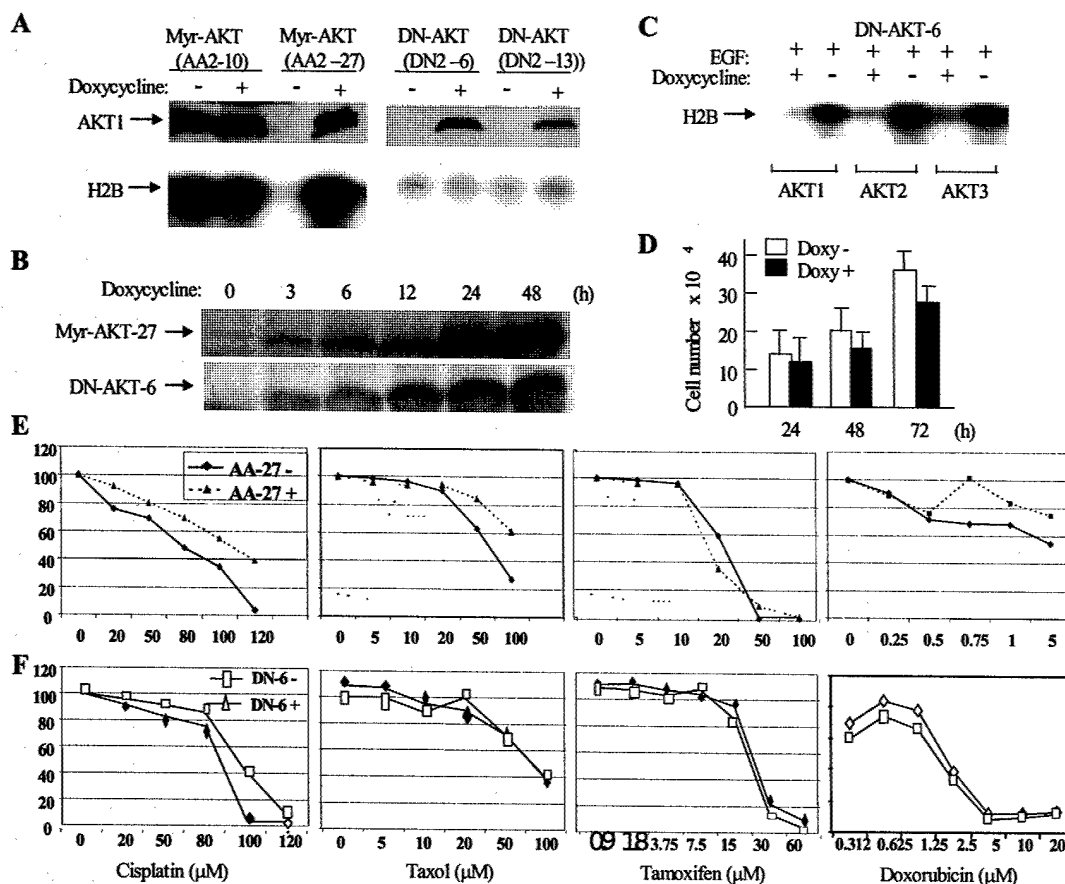 A
Myr-AKT Myr-AKT DN-AKT DN-AKT
(AA2-10) (AA2-27) (DN2-6) (DN2-13))
Doxycycline: - + - + - + - +
AKT1
H2B
C
DN-AKT-6
EGF: + + + + + +
Doxycycline: + - + - + -
H2B
AKT1 AKT2 AKT3
B
Doxycycline: 0 3 6 12 24 48 (h)
Myr-AKT-27
DN-AKT-6
D
Cell number x 10 4
40
30
20
10
0
Doxy -
Doxy +
24 48 72 (h)
E
120
100
80
60
40
20
0
AA-27 -
AA-27 +
0 20 50 80 100 120
0 5 10 20 50 100
0 5 10 20 50 100
0 0.25 0.5 0.75 1 5
F
120
100
80
60
40
20
0
DN-6 -
DN-6 +
0 20 50 80 100 120
0 5 10 20 50 100
09 18 3.75 7.5 15 30 60
0.312 0.625 1.25 2.5 5 10 20
Cisplatin (µM) Taxol (µM) Tamoxifen (µM) Doxorubicin (µM)